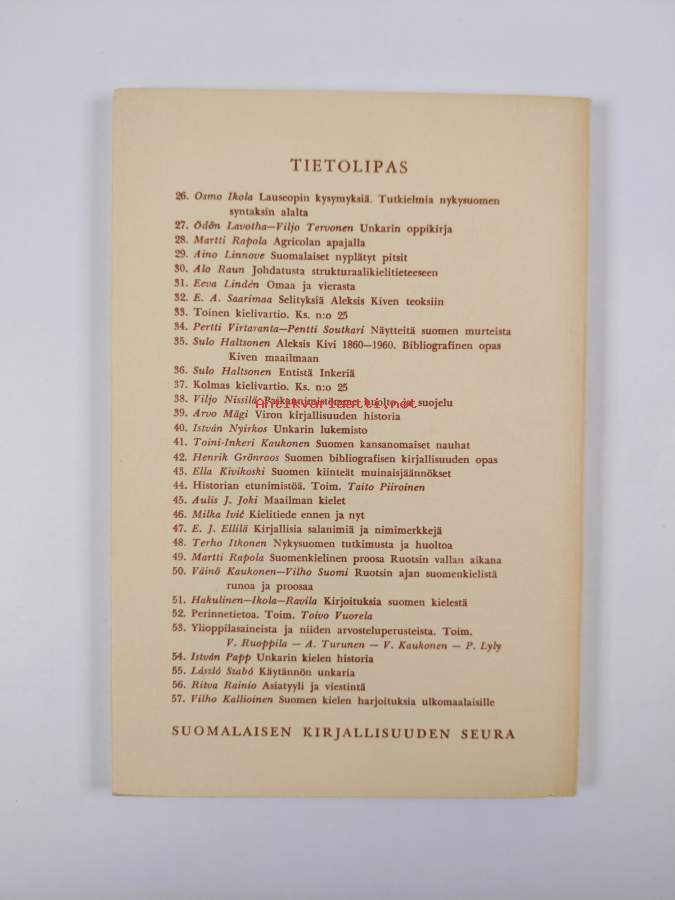 TIETOLIPAS
26. Osmo Ikola Lauseopin kysymyksiä. Tutkielmia nykysuomen
syntaksin alalta
27. Ödön Lavotha—Viljo Tervonen Unkarin oppikirja
28. Martti Rapola Agricolan apajalla
29. Aino Linnove Suomalaiset nyplätyt pitsit
30. Alo Raun Johdatusta strukturaalikielitieteeseen
31. Eeva Lindén Omaa ja vierasta
32. E. A. Saarimaa Selityksiä Aleksis Kiven teoksiin
33. Toinen kielivartio. Ks. n:o 25
34. Pertti Virtaranta—Pentti Soutkari Näytteitä suomen murteista
35. Sulo Haltsonen Aleksis Kivi 1860—1960. Bibliografinen opas
Kiven maailmaan
36. Sulo Haltsonen Entistä Inkeriä
37. Kolmas kielivartio. Ks. n:o 25
38. Viljo Nissilä Paikannimistömme huolto ja suojelu
antikvariaatti.net
39. Arvo Mägi Viron kirjallisuuden historia
40. István Nyirkos Unkarin lukemisto
41. Toini-Inkeri Kaukonen Suomen kansanomaiset nauhat
42. Henrik Grönroos Suomen bibliografisen kirjallisuuden opas
43. Ella Kivikoski Suomen kiinteät muinaisjäännökset
44. Historian etunimistöä. Toim. Taito Piiroinen
45. Aulis J. Joki Maailman kielet
46. Milka Ivić Kielitiede ennen ja nyt
47. E. J. Ellilä Kirjallisia salanimiä ja nimimerkkejä
48. Terho Itkonen Nykysuomen tutkimusta ja huoltoa
49. Martti Rapola Suomenkielinen proosa Ruotsin vallan aikana
50. Väinö Kaukonen—Vilho Suomi Ruotsin ajan suomenkielistä
runoa ja proosaa
51. Hakulinen—Ikola—Ravila Kirjoituksia suomen kielestä
52. Perinnetietoa. Toim. Toivo Vuorela
53. Ylioppilasaineista ja niiden arvosteluperusteista. Toim.
V. Ruoppila — A. Turunen — V. Kaukonen — P. Lyly
54. István Papp Unkarin kielen historia
55. László Szabó Käytännön unkaria
56. Ritva Rainio Asiatyyli ja viestintä
57. Vilho Kallioinen Suomen kielen harjoituksia ulkomaalaisille
SUOMALAISEN KIRJALLISUUDEN SEURA